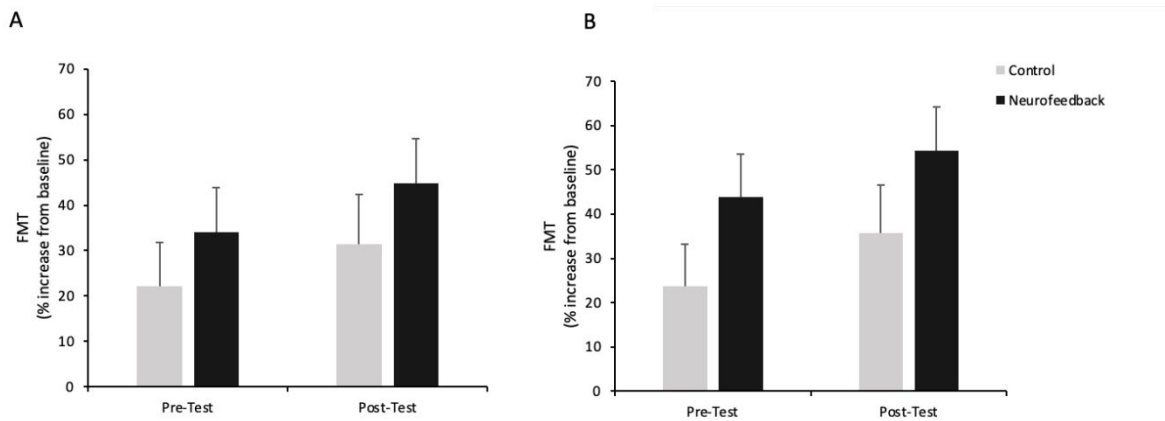 A
FMT
(% increase from baseline)
70
60
50
40
30
20
10
0
Pre-Test
Post-Test
B
FMT
(% increase from baseline)
70
60
50
40
30
20
10
0
Pre-Test
Post-Test
Control
Neurofeedback